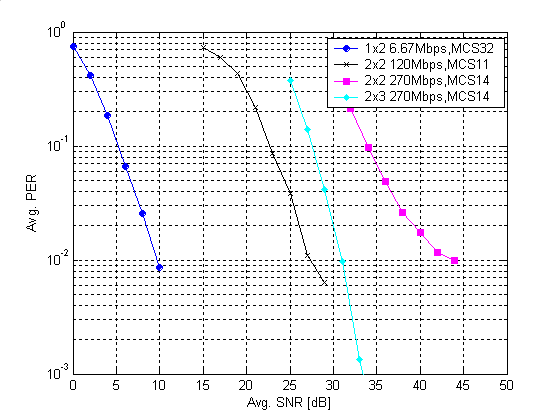 10^0
10^-1
10^-2
10^-3
Avg. PER
1x2 6.67Mbps,MCS32
2x2 120Mbps,MCS11
2x2 270Mbps,MCS14
2x3 270Mbps,MCS14
0 5 10 15 20 25 30 35 40 45 50
Avg. SNR [dB]